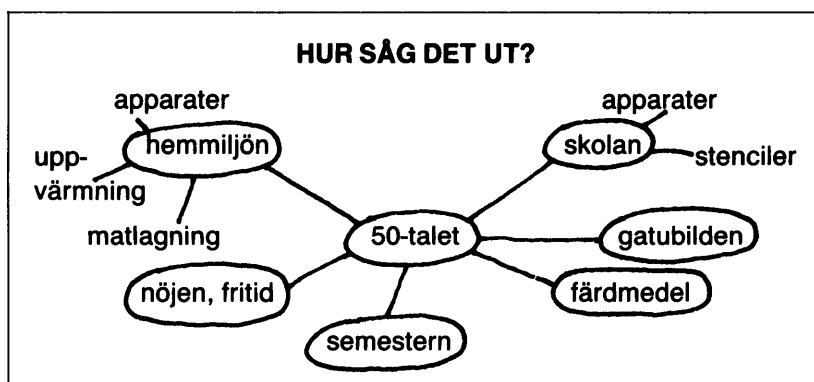 HUR SÅG DET UT?
apparater
hemmiljön
upp-
värmning
matlagning
apparater
skolan
stenciler
50-talet
gatubilden
nöjen, fritid
färdmedel
semestern